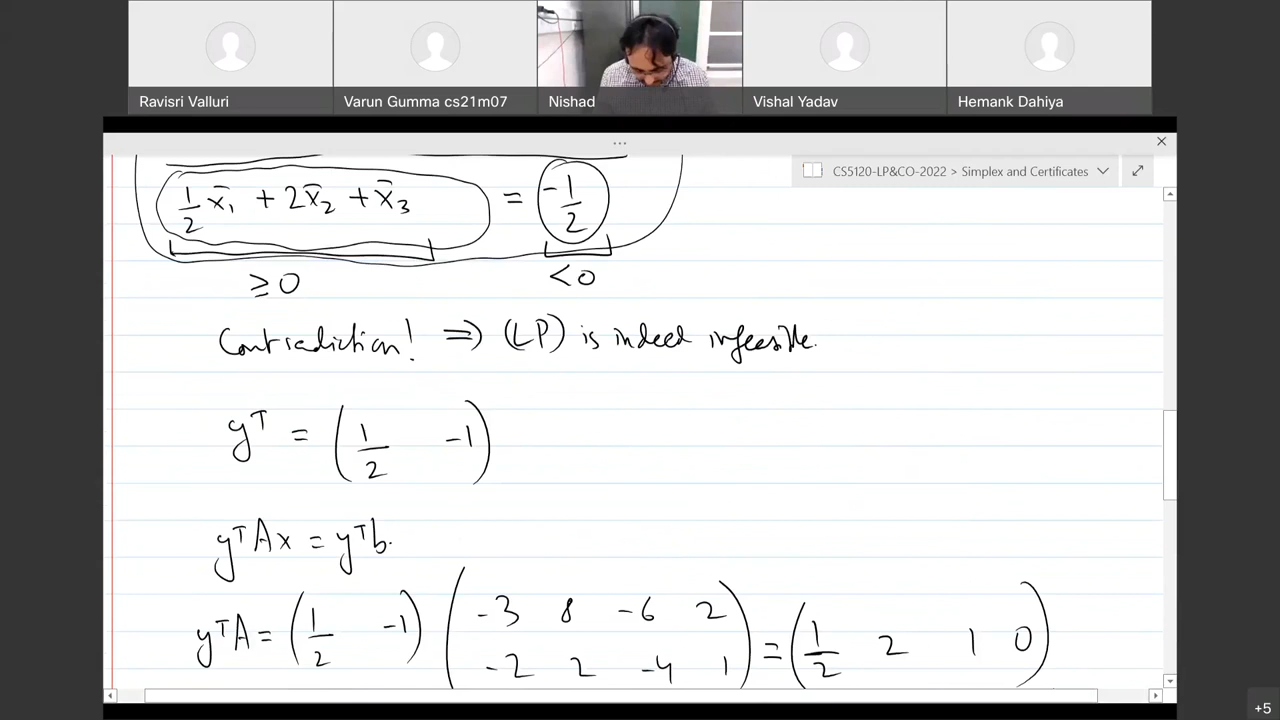 Ravisri Valluri
Varun Gumma cs21m07
Nishad
Vishal Yadav
Hemank Dahiya
...
CS5120-LP&CO-2022 > Simplex and Certificates
1/2 x̄₁ + 2x̄₂ + x̄₃ = -1/2
≥ 0 < 0
Contradiction! ⇒ (LP) is indeed infeasible.
yᵀ = (1/2 -1)
yᵀAx = yᵀb.
yᵀA = (1/2 -1) (-3 8 -6 2
-2 2 -4 1) = (1/2 2 1 0)
+5